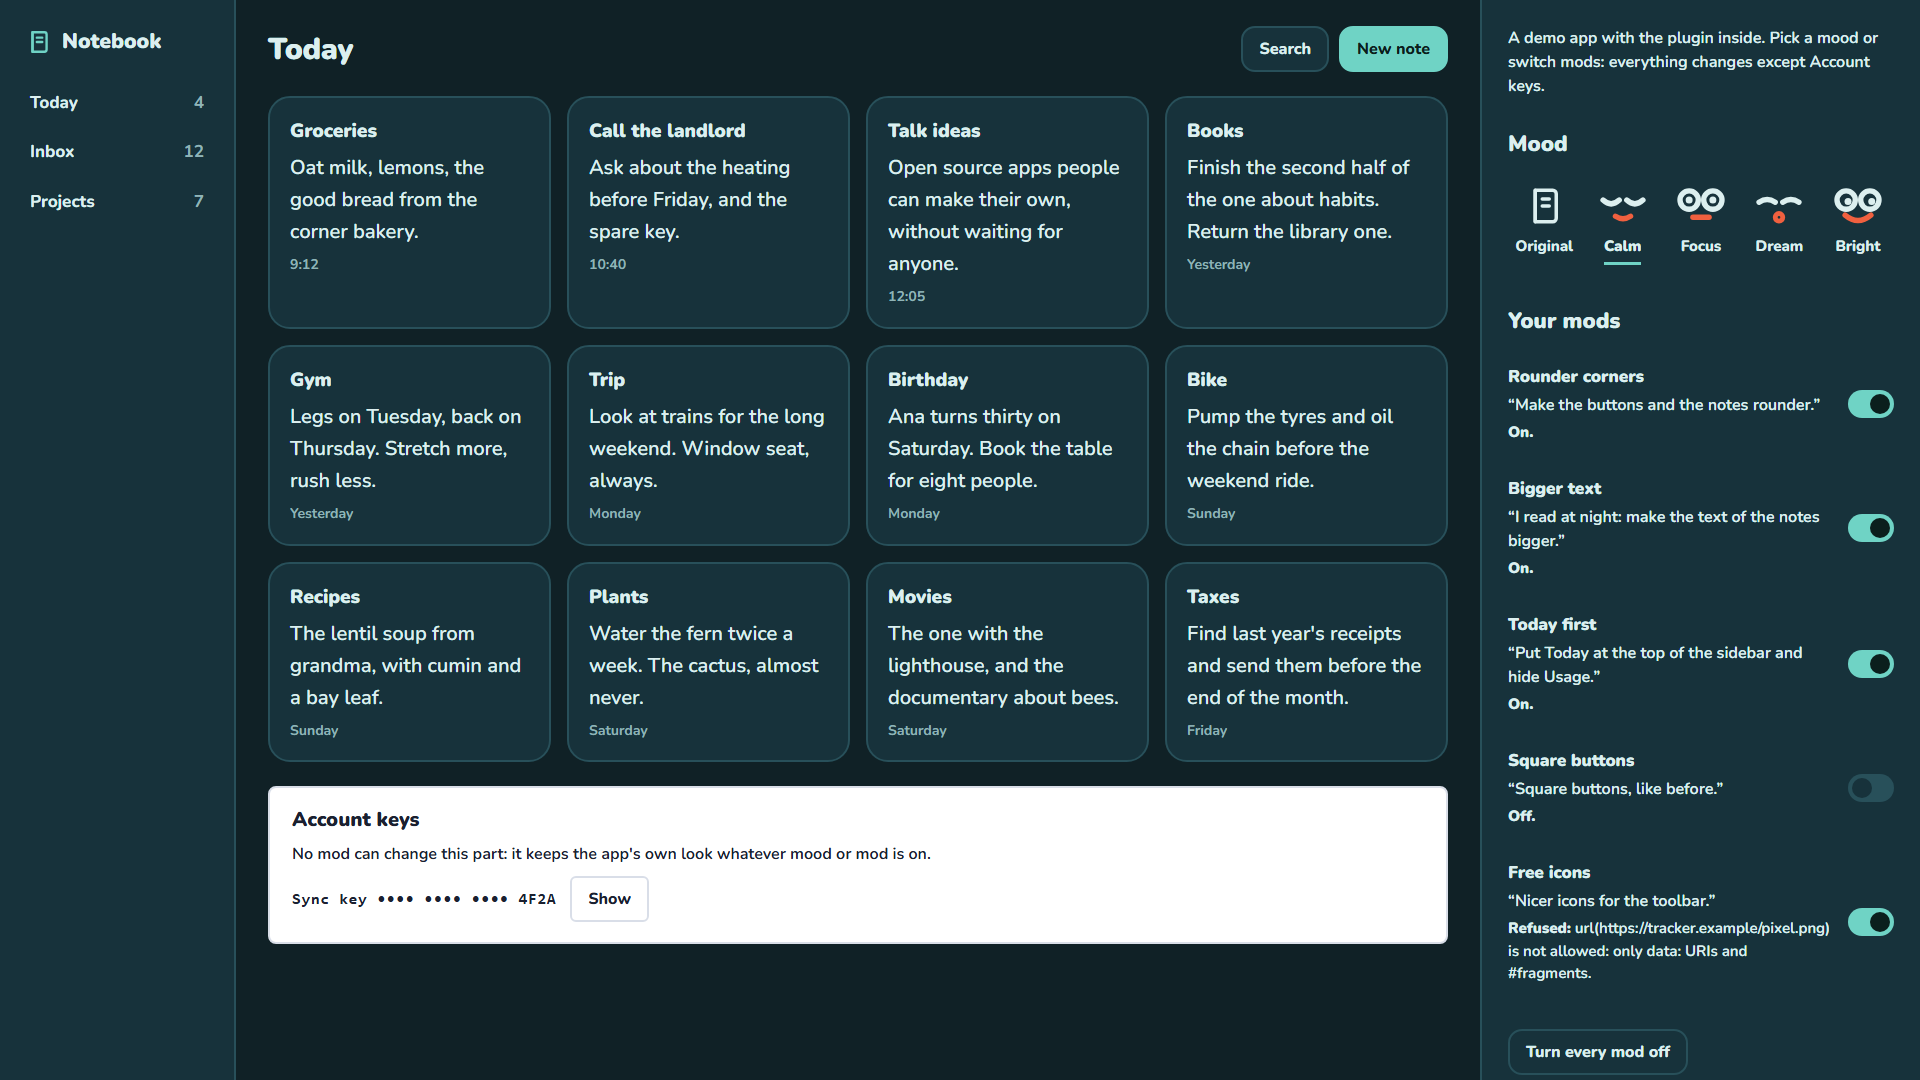 Notebook
Today 4
Inbox 12
Projects 7
Today
Search
New note
Groceries
Oat milk, lemons, the
good bread from the
corner bakery.
9:12
Call the landlord
Ask about the heating
before Friday, and the
spare key.
10:40
Talk ideas
Open source apps people
can make their own,
without waiting for
anyone.
12:05
Books
Finish the second half of
the one about habits.
Return the library one.
Yesterday
Gym
Legs on Tuesday, back on
Thursday. Stretch more,
rush less.
Yesterday
Trip
Look at trains for the long
weekend. Window seat,
always.
Monday
Birthday
Ana turns thirty on
Saturday. Book the table
for eight people.
Monday
Bike
Pump the tyres and oil
the chain before the
weekend ride.
Sunday
Recipes
The lentil soup from
grandma, with cumin and
a bay leaf.
Sunday
Plants
Water the fern twice a
week. The cactus, almost
never.
Saturday
Movies
The one with the
lighthouse, and the
documentary about bees.
Saturday
Taxes
Find last year's receipts
and send them before the
end of the month.
Friday
Account keys
No mod can change this part: it keeps the app's own look whatever mood or mod is on.
Sync key •••• •••• •••• 4F2A
Show
A demo app with the plugin inside. Pick a mood or
switch mods: everything changes except Account
keys.
Mood
Original
Calm
Focus
Dream
Bright
Your mods
Rounder corners
“Make the buttons and the notes rounder.”
On.
Bigger text
“I read at night: make the text of the notes
bigger.”
On.
Today first
“Put Today at the top of the sidebar and
hide Usage.”
On.
Square buttons
“Square buttons, like before.”
Off.
Free icons
“Nicer icons for the toolbar.”
Refused: url(https://tracker.example/pixel.png)
is not allowed: only data: URIs and
#fragments.
Turn every mod off